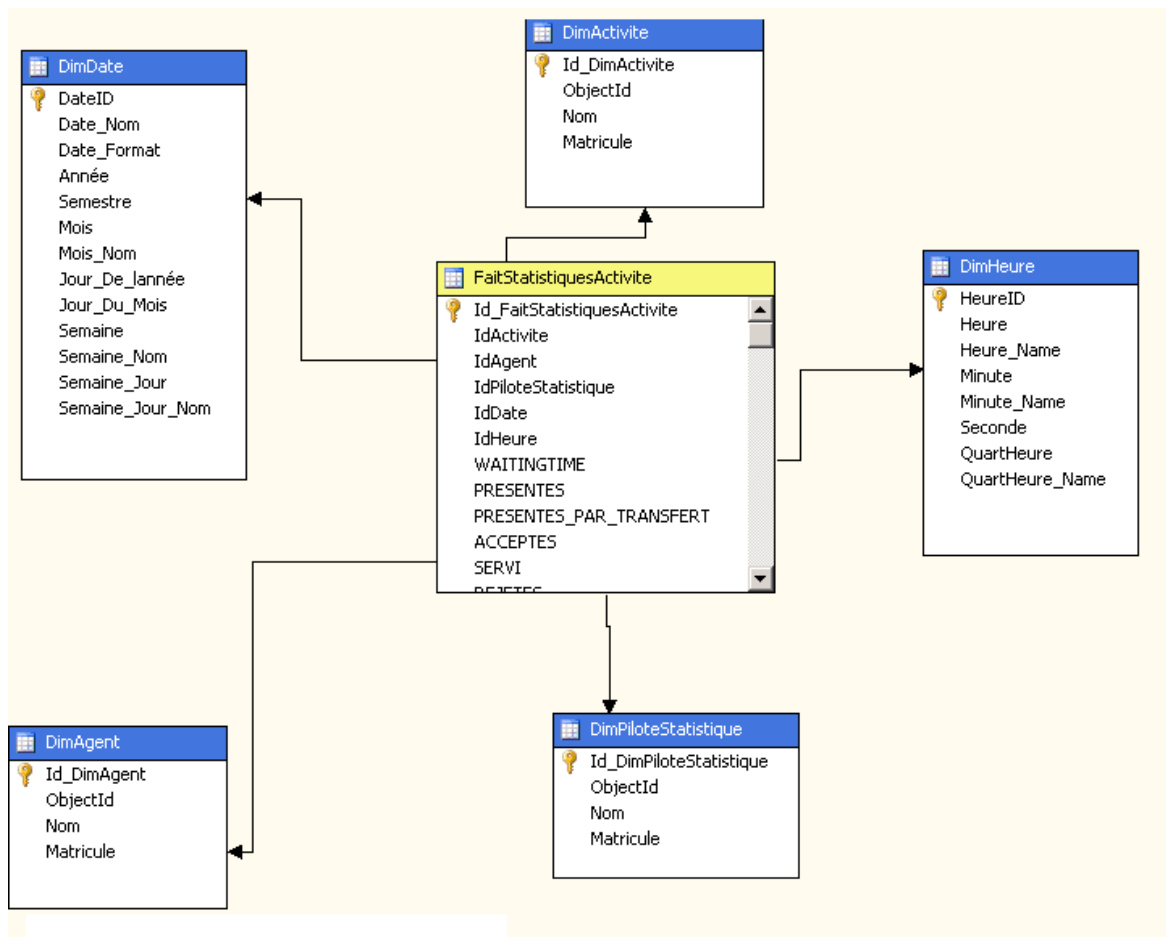 DimActivite
Id_DimActivite
ObjectId
Nom
Matricule
DimDate
DateID
Date_Nom
Date_Format
Année
Semestre
Mois
Mois_Nom
Jour_De_lannée
Jour_Du_Mois
Semaine
Semaine_Nom
Semaine_Jour
Semaine_Jour_Nom
FaitStatistiquesActivite
Id_FaitStatistiquesActivite
IdActivite
IdAgent
IdPiloteStatistique
IdDate
IdHeure
WAITINGTIME
PRESENTES
PRESENTES_PAR_TRANSFERT
ACCEPTES
SERVI
REJETES
DimHeure
HeureID
Heure
Heure_Name
Minute
Minute_Name
Seconde
QuartHeure
QuartHeure_Name
DimAgent
Id_DimAgent
ObjectId
Nom
Matricule
DimPiloteStatistique
Id_DimPiloteStatistique
ObjectId
Nom
Matricule